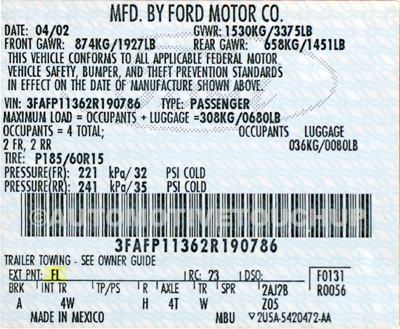 MFD. BY FORD MOTOR CO.
DATE: 04/02 GVWR: 1530KG/3375LB
FRONT GAWR: 874KG/1927LB REAR GAWR: 658KG/1451LB
THIS VEHICLE CONFORMS TO ALL APPLICABLE FEDERAL MOTOR
VEHICLE SAFETY, BUMPER, AND THEFT PREVENTION STANDARDS
IN EFFECT ON THE DATE OF MANUFACTURE SHOWN ABOVE.
VIN: 3FAFP11362R190786 TYPE: PASSENGER
MAXIMUM LOAD = OCCUPANTS + LUGGAGE =308KG/0680LB
OCCUPANTS = 4 TOTAL; OCCUPANTS LUGGAGE
2 FR, 2 RR 036KG/0080LB
TIRE: P185/60R15
PRESSURE(FR) 221 kPa/ 32 PSI COLD
PRESSURE(RR) 241 kPa/ 35 PSI COLD
©AUTOMOTIVETOUCHUP
3FAFP11362R190786
TRAILER TOWING - SEE OWNER GUIDE
EXT PNT: FL RC: 23 DSO: F0131
BRK INT TR TP/PS R AXLE TR SPR 2AJ2B R0056
A 4W H 4T W Z05
MADE IN MEXICO MBU 2U5A-5420472-AA